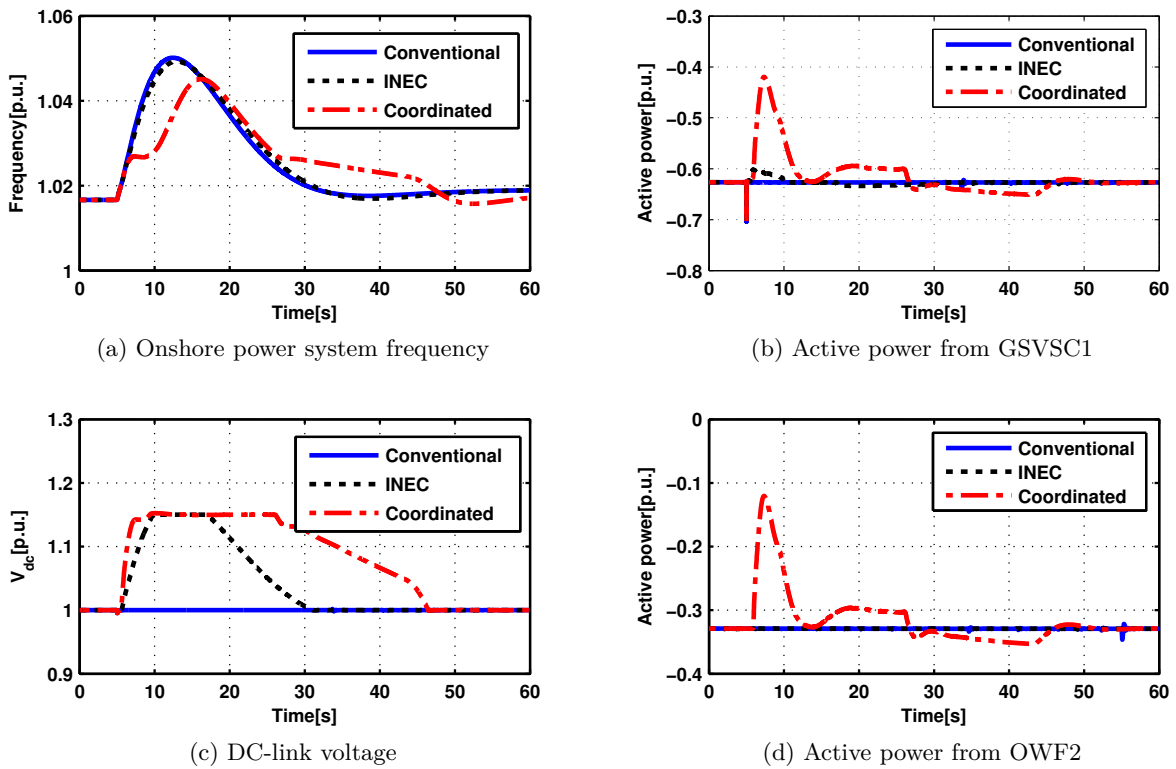 1.06
1.04
1.02
1
Frequency[p.u.]
Conventional
INEC
Coordinated
0 10 20 30 40 50 60
Time[s]
(a) Onshore power system frequency
−0.3
−0.4
−0.5
−0.6
−0.7
−0.8
Active power[p.u.]
Conventional
INEC
Coordinated
0 10 20 30 40 50 60
Time[s]
(b) Active power from GSVSC1
1.3
1.2
1.1
1
0.9
Vdc[p.u.]
Conventional
INEC
Coordinated
0 10 20 30 40 50 60
Time[s]
(c) DC-link voltage
0
−0.1
−0.2
−0.3
−0.4
Active power[p.u.]
Conventional
INEC
Coordinated
0 10 20 30 40 50 60
Time[s]
(d) Active power from OWF2